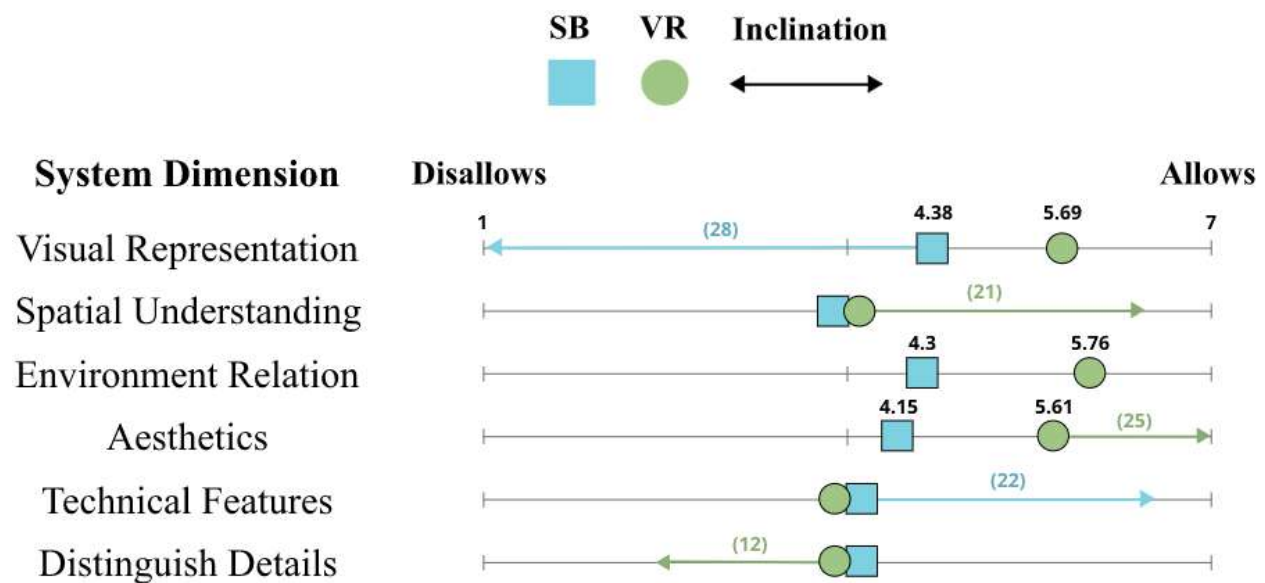 SB VR Inclination
System Dimension Disallows Allows
1 4.38 5.69 7
Visual Representation (28)
Spatial Understanding (21)
4.3 5.76
Environment Relation
4.15 5.61
Aesthetics (25)
Technical Features (22)
Distinguish Details (12)